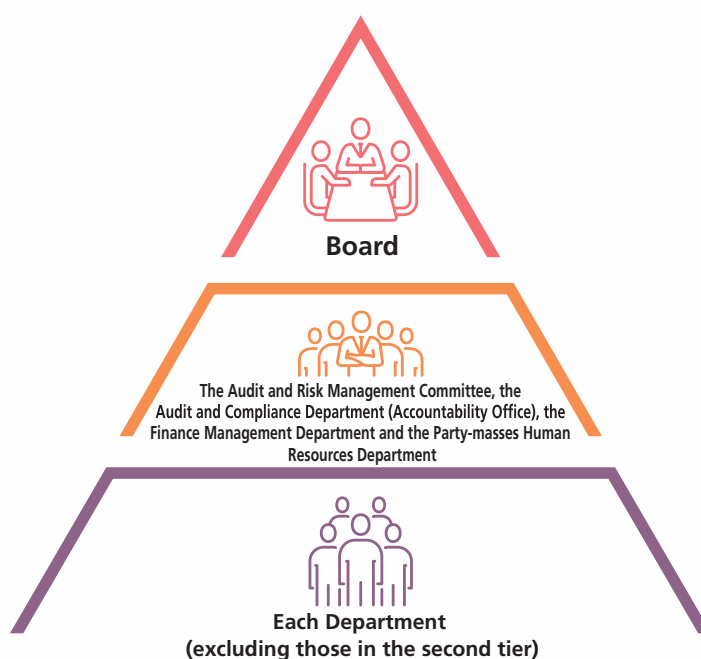 Board
The Audit and Risk Management Committee, the
Audit and Compliance Department (Accountability Office), the
Finance Management Department and the Party-masses Human
Resources Department
Each Department
(excluding those in the second tier)